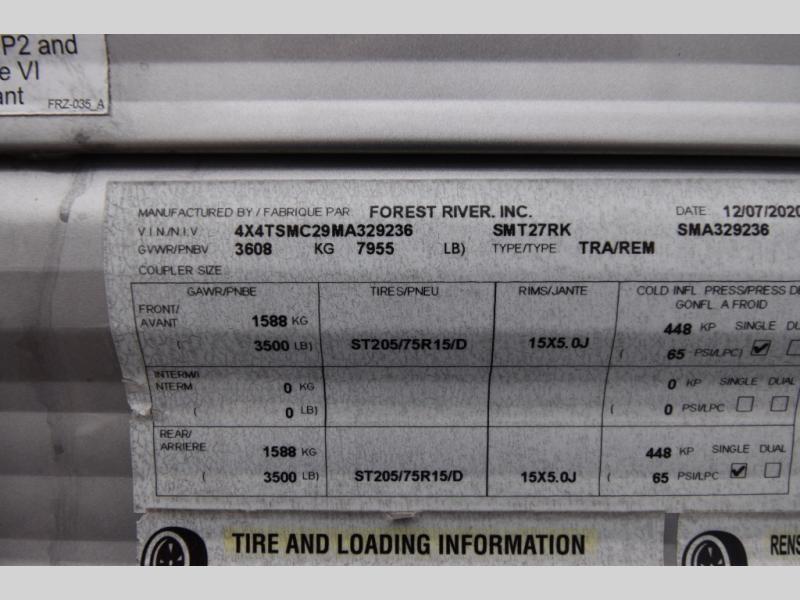 P2 and
e VI
ant
FRZ-035_A
MANUFACTURED BY / FABRIQUE PAR FOREST RIVER. INC. DATE 12/07/2020
V.I.N/N.I.V. 4X4TSMC29MA329236 SMT27RK SMA329236
GVWR/PNBV 3608 KG 7955 LB) TYPE/TYPE TRA/REM
COUPLER SIZE
GAWR/PNBE TIRES/PNEU RIMS/JANTE COLD INFL PRESS/PRESS DE
GONFL A FROID
FRONT/
AVANT 1588 KG 448 KP SINGLE DU
( 3500 LB) ST205/75R15/D 15X5.0J ( 65 PSI/LPC)
INTERM/
NTERM 0 KG 0 KP SINGLE DUAL
( 0 LB) ( 0 PSI/LPC
REAR/
ARRIERE 1588 KG 448 KP SINGLE DUAL
( 3500 LB) ST205/75R15/D 15X5.0J ( 65 PSI/LPC
TIRE AND LOADING INFORMATION RENS